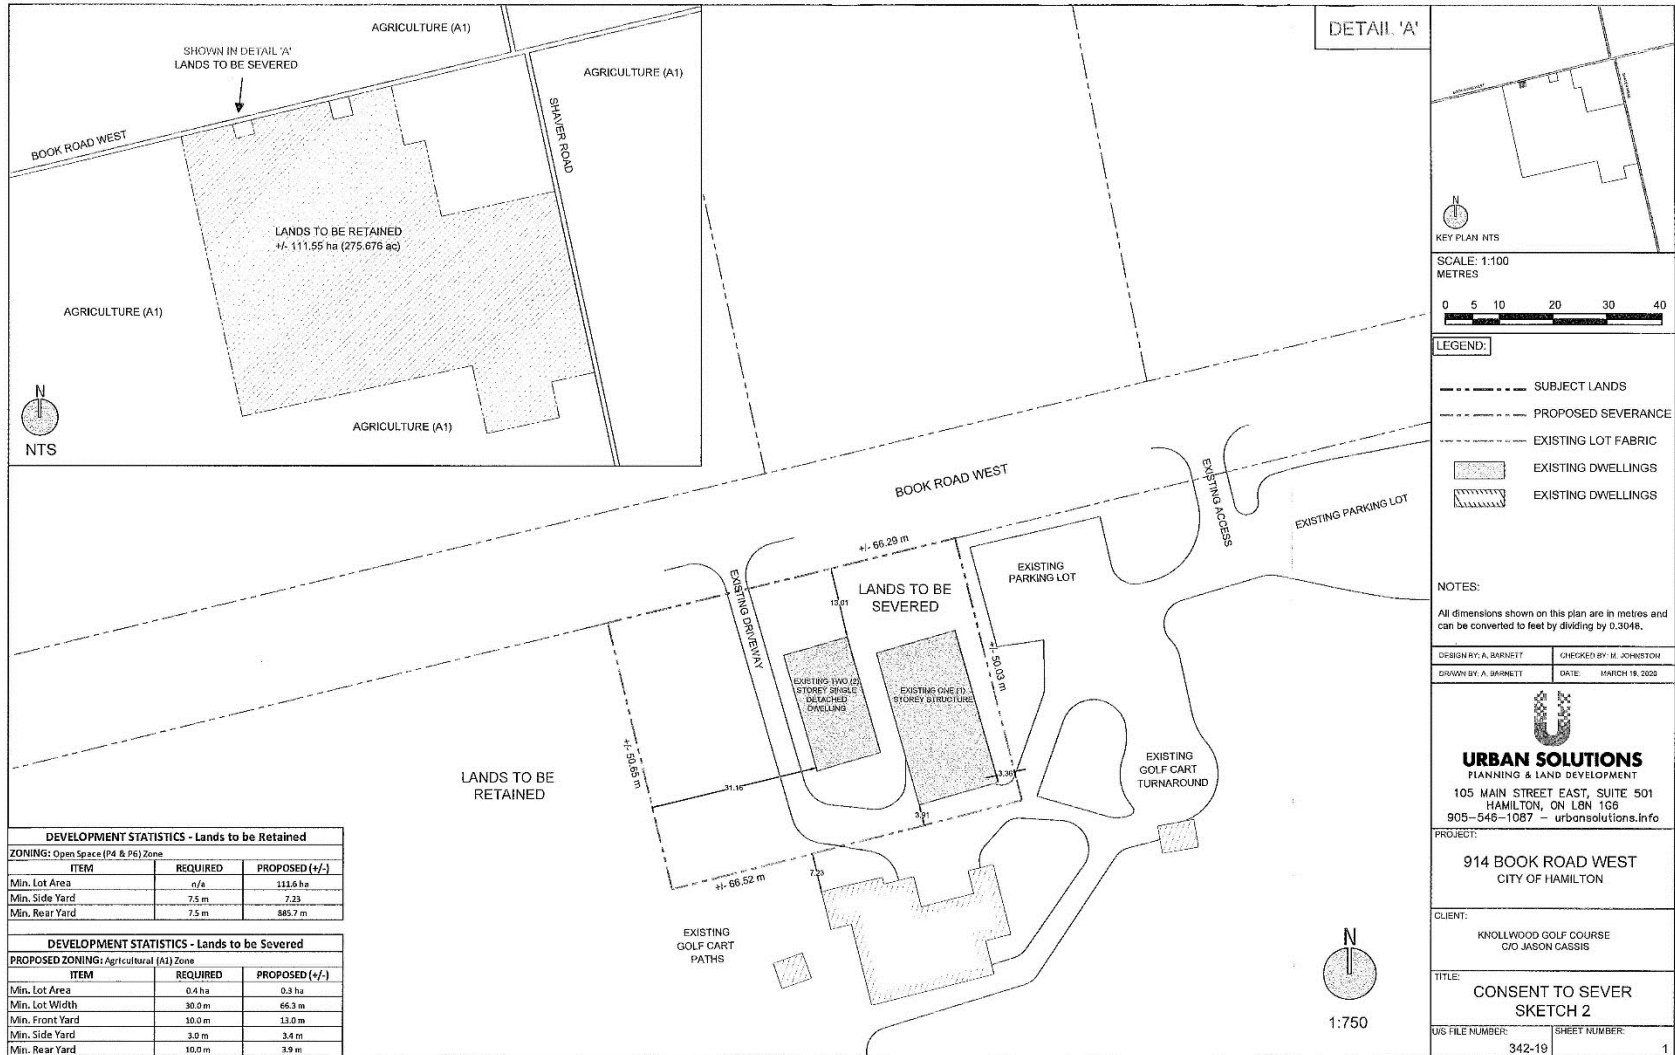 AGRICULTURE (A1)
SHOWN IN DETAIL 'A'
LANDS TO BE SEVERED
AGRICULTURE (A1)
BOOK ROAD WEST
SHAVER ROAD
LANDS TO BE RETAINED
+/- 111.55 ha (275.676 ac)
AGRICULTURE (A1)
AGRICULTURE (A1)
N
NTS
DETAIL 'A'
BOOK ROAD WEST
+/- 66.29 m
EXISTING ACCESS
EXISTING PARKING LOT
EXISTING
PARKING LOT
LANDS TO BE
SEVERED
EXISTING DRIVEWAY
13.01
+/- 50.03 m
EXISTING TWO (2)
STOREY SINGLE
DETACHED
DWELLING
EXISTING ONE (1)
STOREY STRUCTURE
+/- 50.65 m
31.16
3.36
3.91
EXISTING
GOLF CART
TURNAROUND
LANDS TO BE
RETAINED
+/- 66.52 m
7.23
EXISTING
GOLF CART
PATHS
N
1:750
DEVELOPMENT STATISTICS - Lands to be Retained
ZONING: Open Space (P4 & P6) Zone
ITEM REQUIRED PROPOSED (+/-)
Min. Lot Area n/a 111.6 ha
Min. Side Yard 7.5 m 7.23
Min. Rear Yard 7.5 m 885.7 m
DEVELOPMENT STATISTICS - Lands to be Severed
PROPOSED ZONING: Agricultural (A1) Zone
ITEM REQUIRED PROPOSED (+/-)
Min. Lot Area 0.4 ha 0.3 ha
Min. Lot Width 30.0 m 66.3 m
Min. Front Yard 10.0 m 13.0 m
Min. Side Yard 3.0 m 3.4 m
Min. Rear Yard 10.0 m 3.9 m
N
KEY PLAN NTS
SCALE: 1:100
METRES
0 5 10 20 30 40
LEGEND:
SUBJECT LANDS
PROPOSED SEVERANCE
EXISTING LOT FABRIC
EXISTING DWELLINGS
EXISTING DWELLINGS
NOTES:
All dimensions shown on this plan are in metres and
can be converted to feet by dividing by 0.3048.
DESIGN BY: A. BARNETT CHECKED BY: M. JOHNSTON
DRAWN BY: A. BARNETT DATE: MARCH 19, 2020
URBAN SOLUTIONS
PLANNING & LAND DEVELOPMENT
105 MAIN STREET EAST, SUITE 501
HAMILTON, ON L8N 1G6
905-546-1087 - urbansolutions.info
PROJECT:
914 BOOK ROAD WEST
CITY OF HAMILTON
CLIENT:
KNOLLWOOD GOLF COURSE
C/O JASON CASSIS
TITLE:
CONSENT TO SEVER
SKETCH 2
U/S FILE NUMBER: SHEET NUMBER:
342-19 1